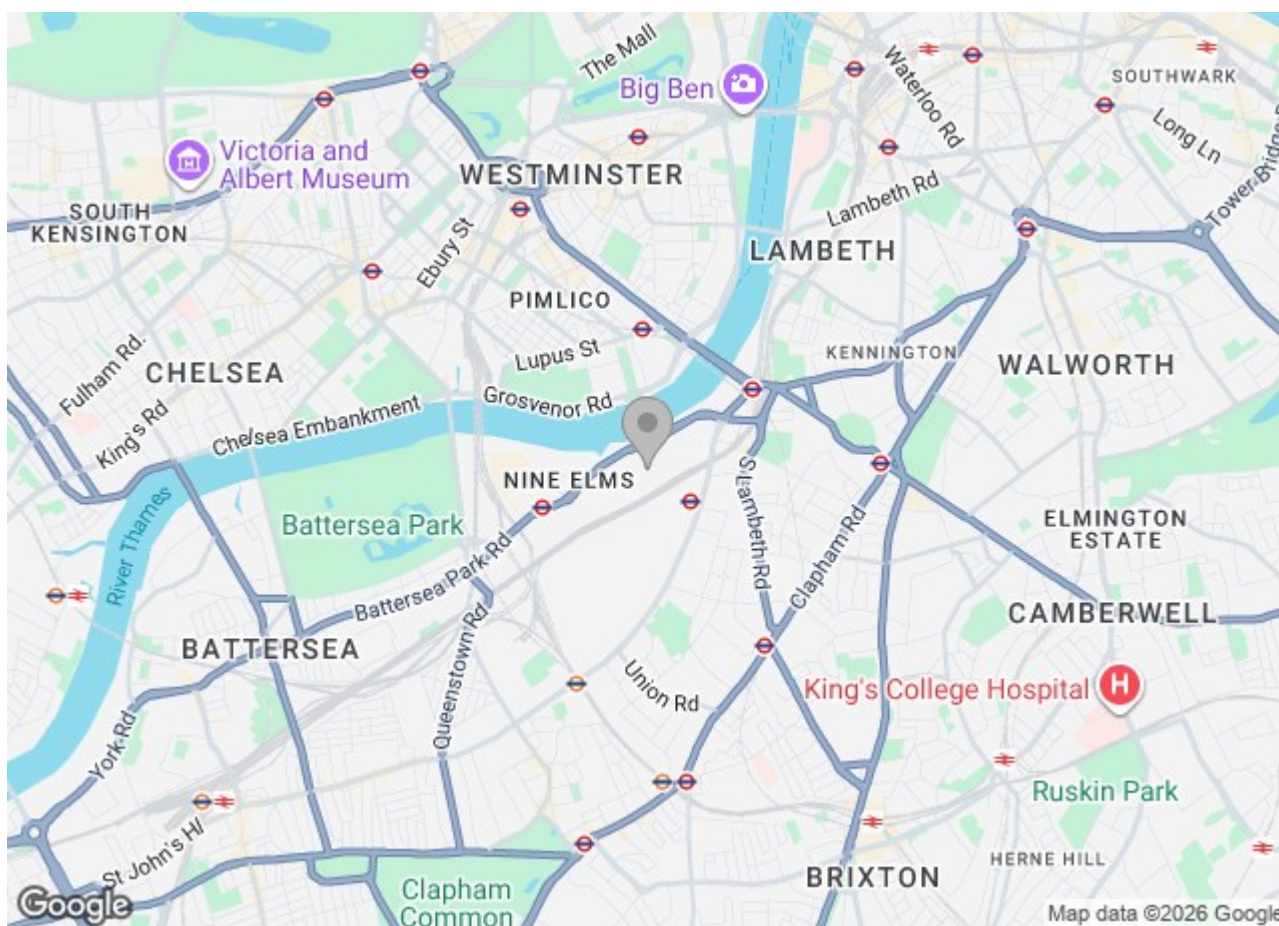 The Mall
Big Ben
Waterloo Rd
SOUTHWARK
Long Ln
Victoria and
Albert Museum
WESTMINSTER
Lambeth Rd
Tower Bridge
SOUTH
KENSINGTON
Ebury St
LAMBETH
PIMLICO
Lupus St
KENNINGTON
WALWORTH
Fulham Rd.
CHELSEA
King's Rd
Grosvenor Rd
Chelsea Embankment
NINE ELMS
S Lambeth Rd
Clapham Rd
River Thames
Battersea Park
ELMINGTON
ESTATE
Battersea Park Rd
CAMBERWELL
BATTERSEA
Queenstown Rd
Union Rd
King's College Hospital
H
York Rd
Ruskin Park
St John's Hl
HERNE HILL
BRIXTON
Clapham
Common
Google
Map data ©2026 Google